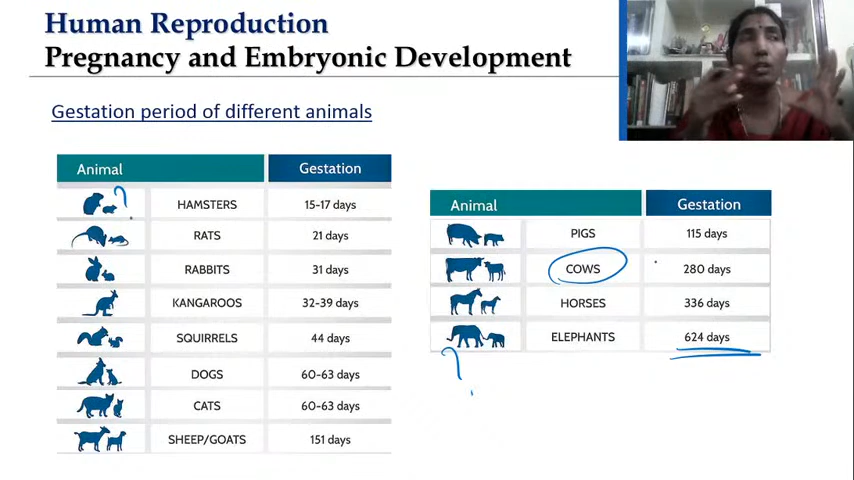 Human Reproduction
Pregnancy and Embryonic Development
Gestation period of different animals
Animal Gestation
HAMSTERS 15-17 days
RATS 21 days
RABBITS 31 days
KANGAROOS 32-39 days
SQUIRRELS 44 days
DOGS 60-63 days
CATS 60-63 days
SHEEP/GOATS 151 days
Animal Gestation
PIGS 115 days
COWS 280 days
HORSES 336 days
ELEPHANTS 624 days
?
?